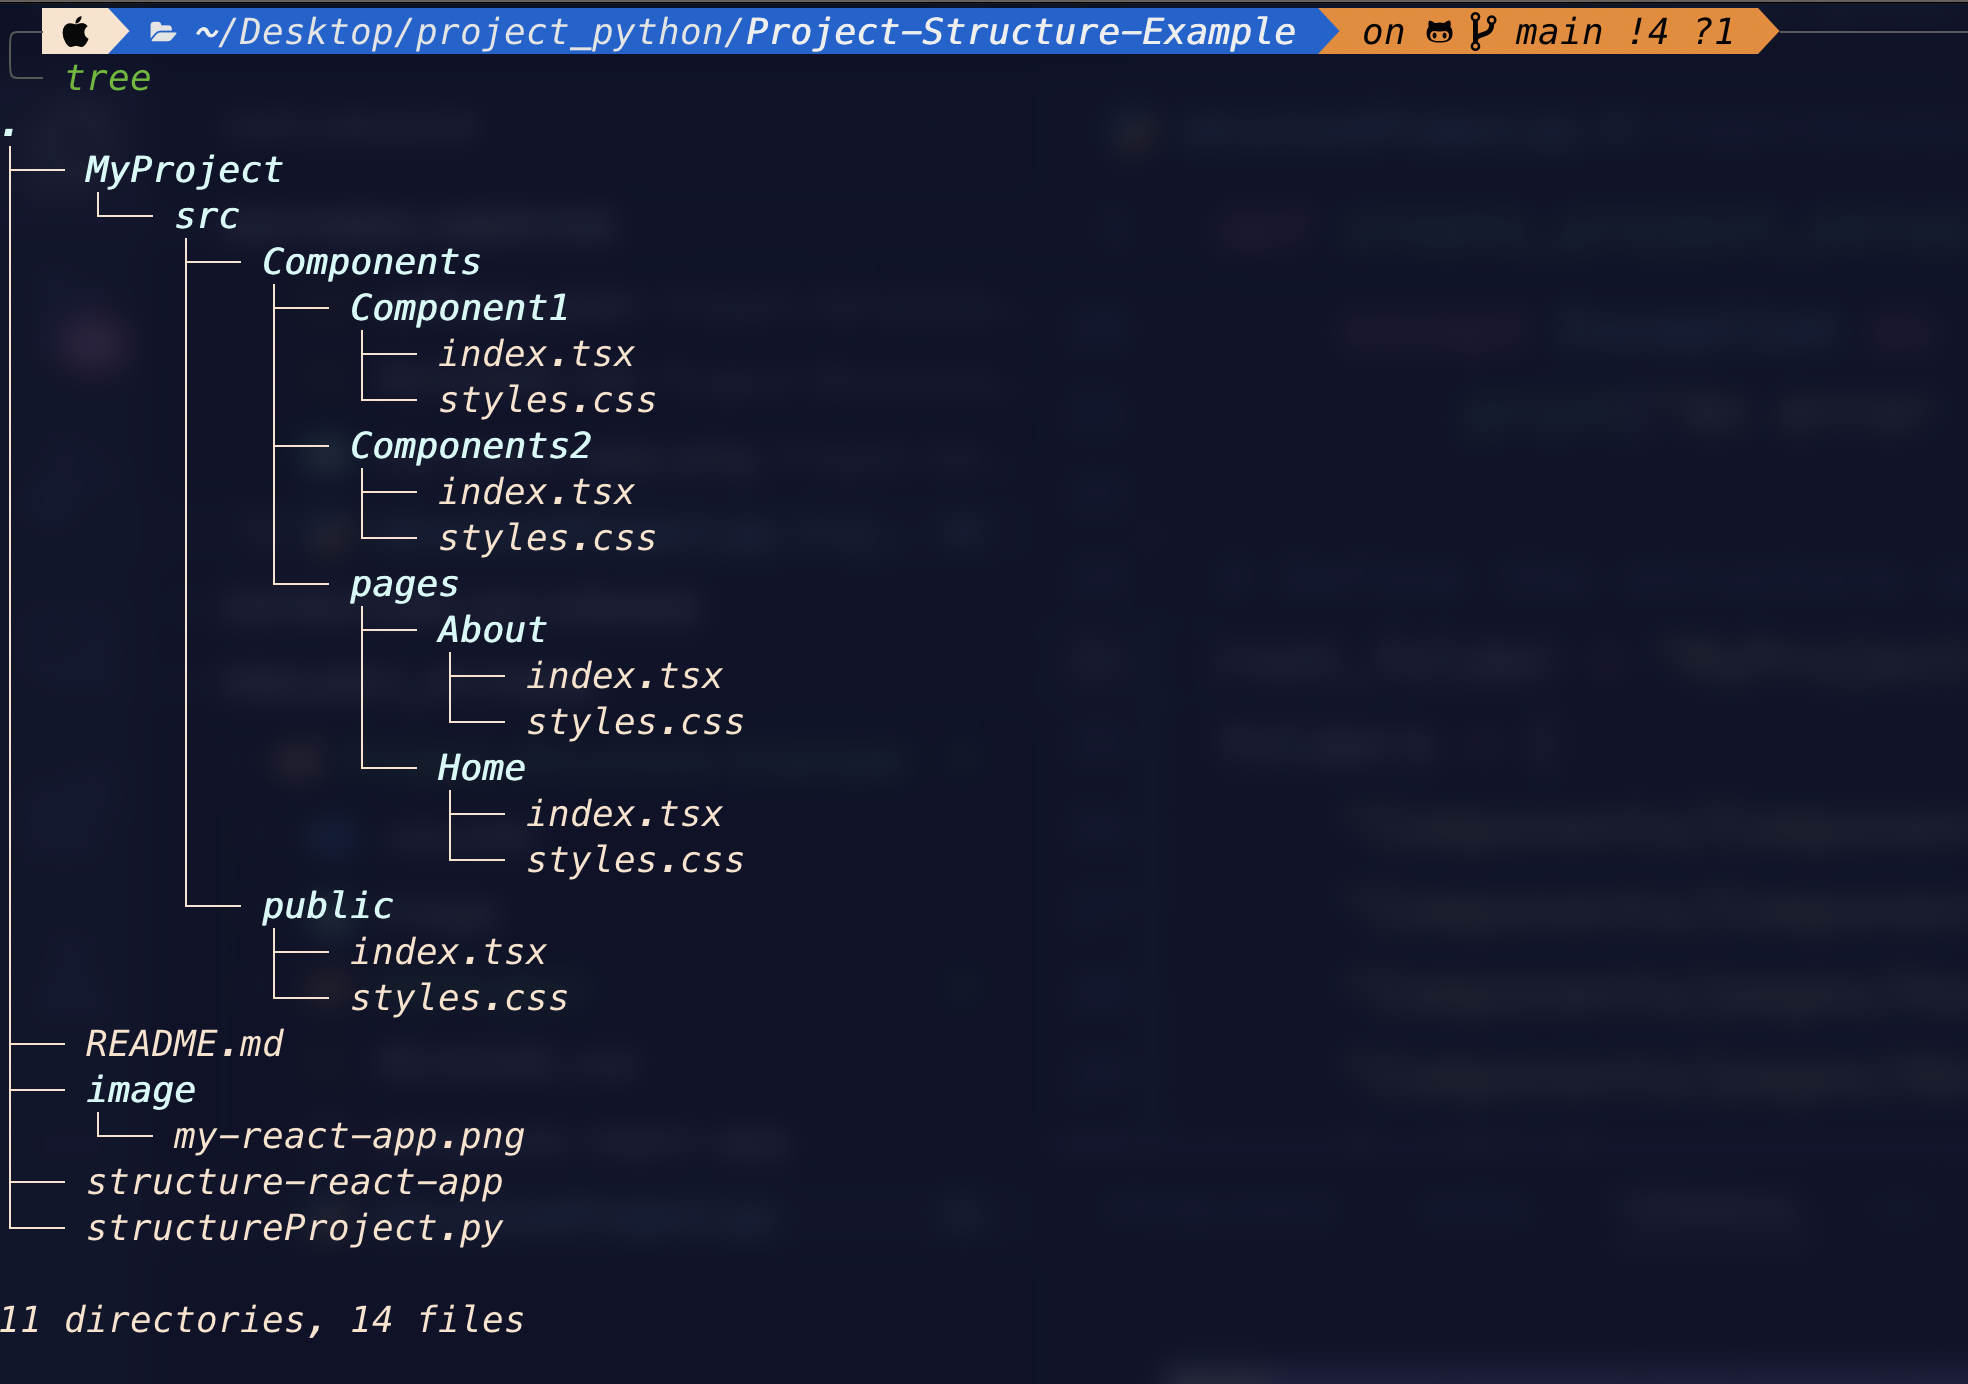 ~/Desktop/project_python/Project-Structure-Example on main !4 ?1
tree
.
├── MyProject
│   └── src
│       ├── Components
│       │   ├── Component1
│       │   │   ├── index.tsx
│       │   │   └── styles.css
│       │   ├── Components2
│       │   │   ├── index.tsx
│       │   │   └── styles.css
│       │   └── pages
│       │       ├── About
│       │       │   ├── index.tsx
│       │       │   └── styles.css
│       │       └── Home
│       │           ├── index.tsx
│       │           └── styles.css
│       └── public
│           ├── index.tsx
│           └── styles.css
├── README.md
├── image
│   └── my-react-app.png
├── structure-react-app
└── structureProject.py
11 directories, 14 files